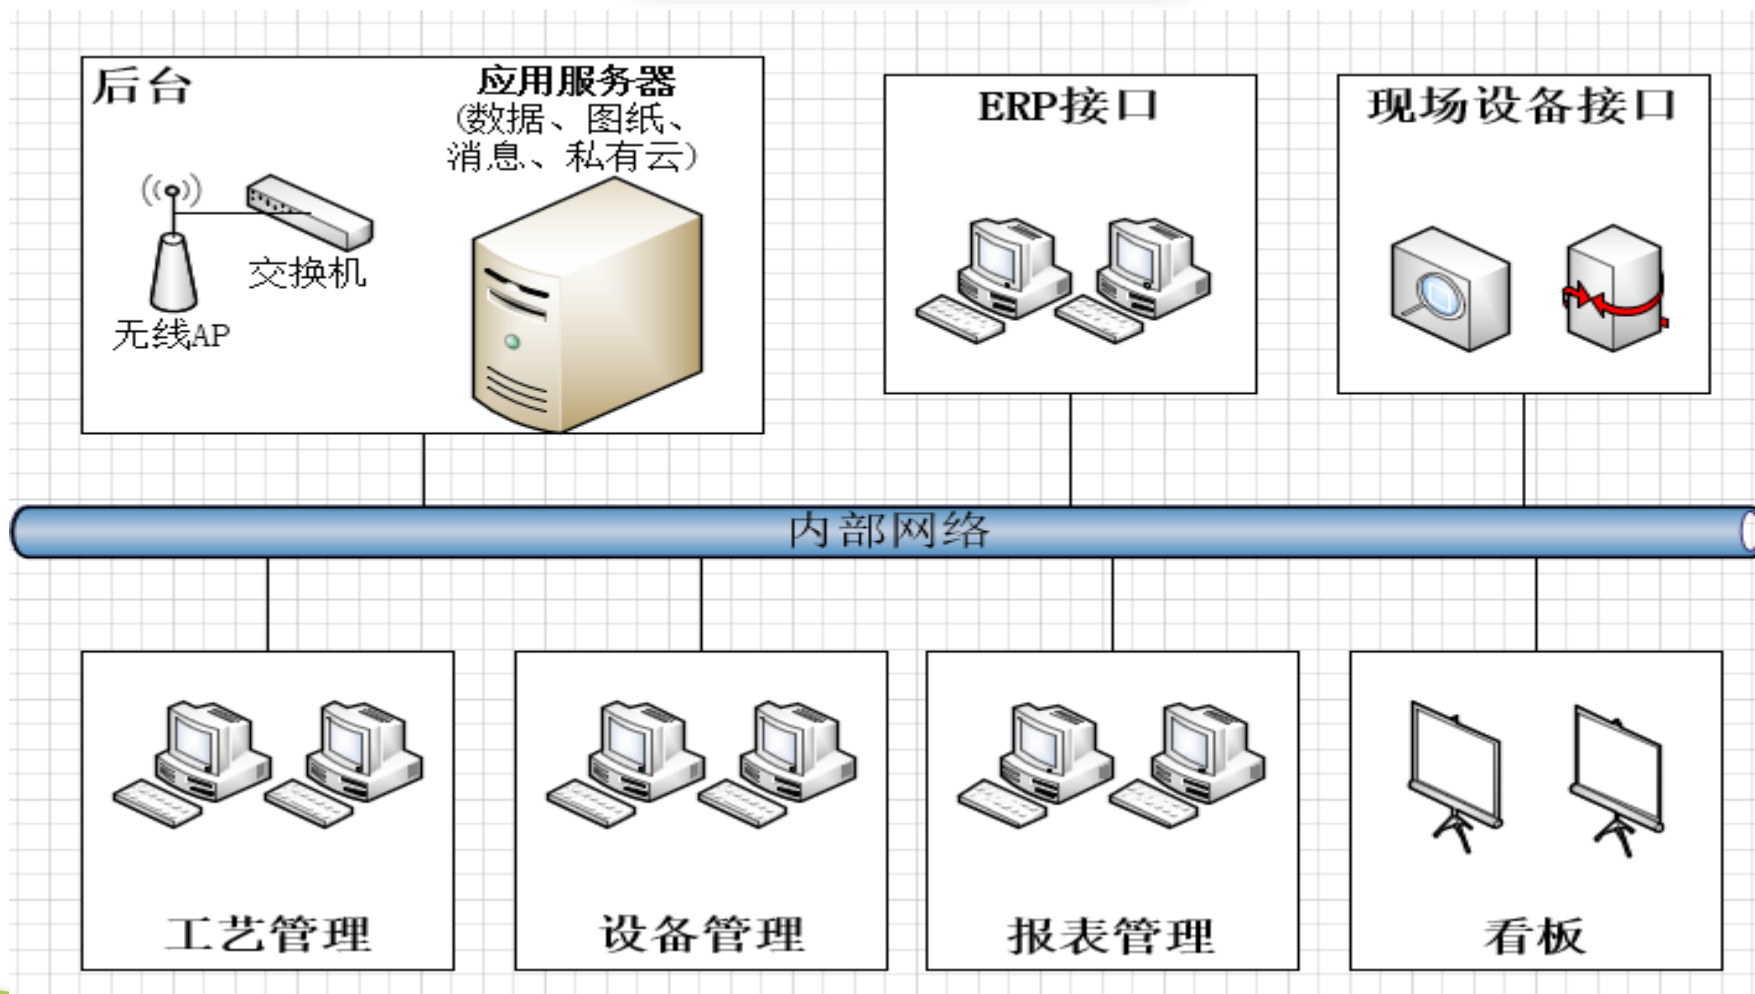 后台
应用服务器
(数据、图纸、
消息、私有云)
交换机
无线AP
ERP接口
现场设备接口
内部网络
工艺管理
设备管理
报表管理
看板